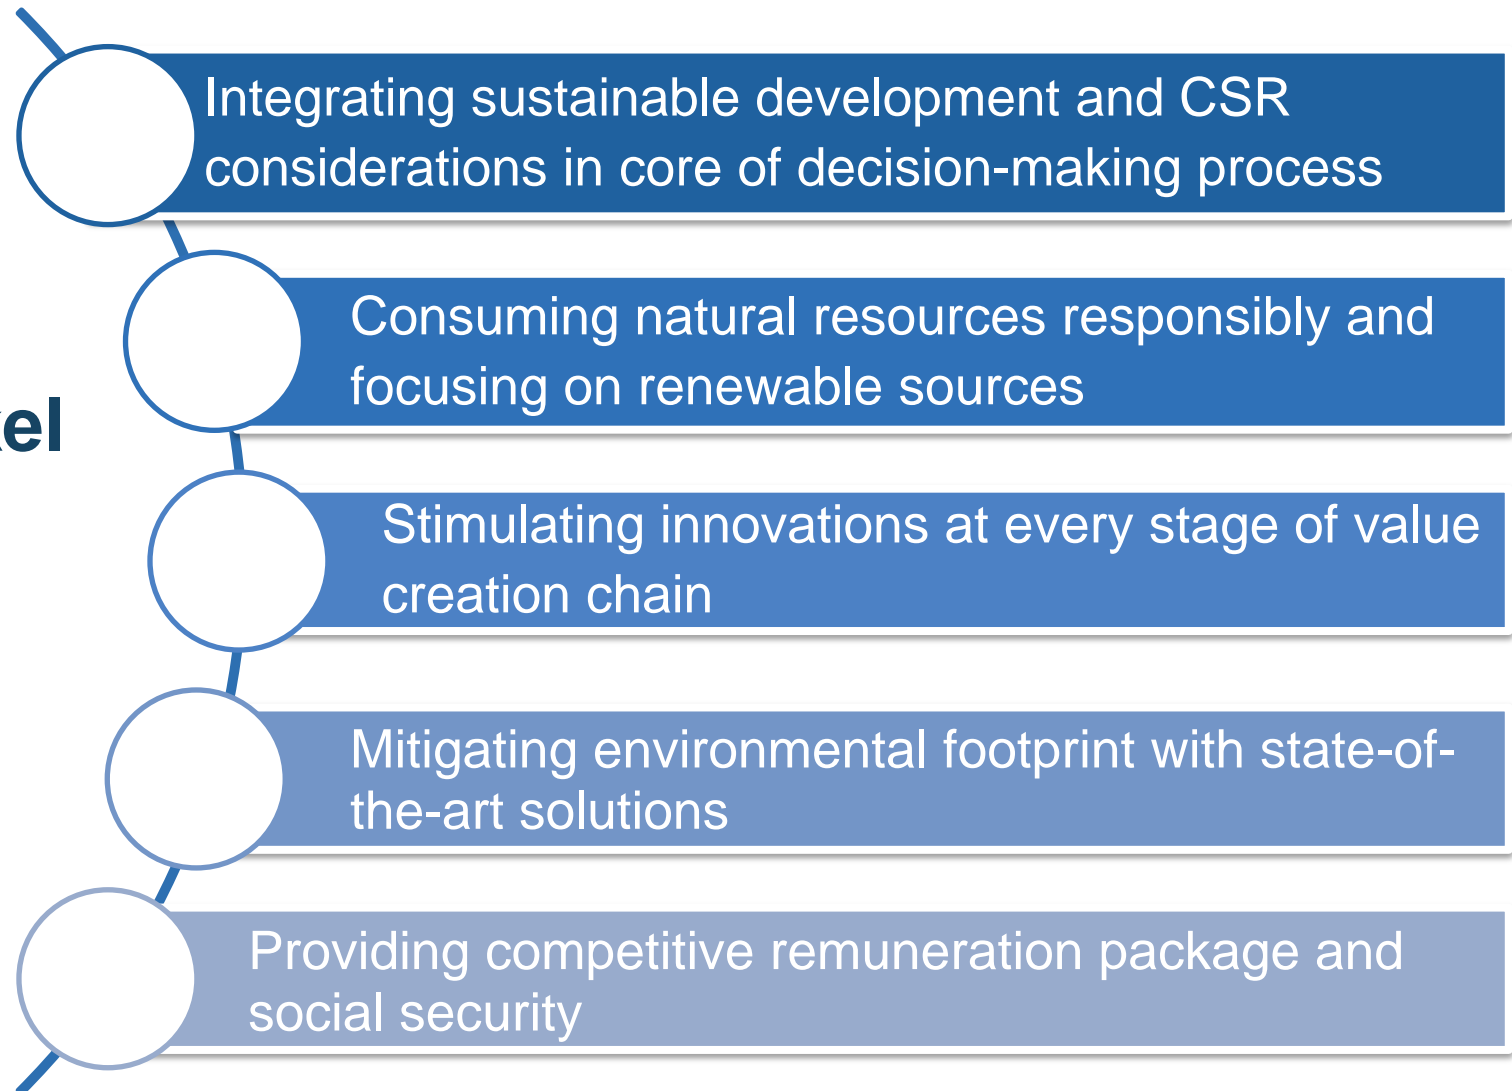 Integrating sustainable development and CSR
considerations in core of decision-making process
Consuming natural resources responsibly and
focusing on renewable sources
el
Stimulating innovations at every stage of value
creation chain
Mitigating environmental footprint with state-of-
the-art solutions
Providing competitive remuneration package and
social security